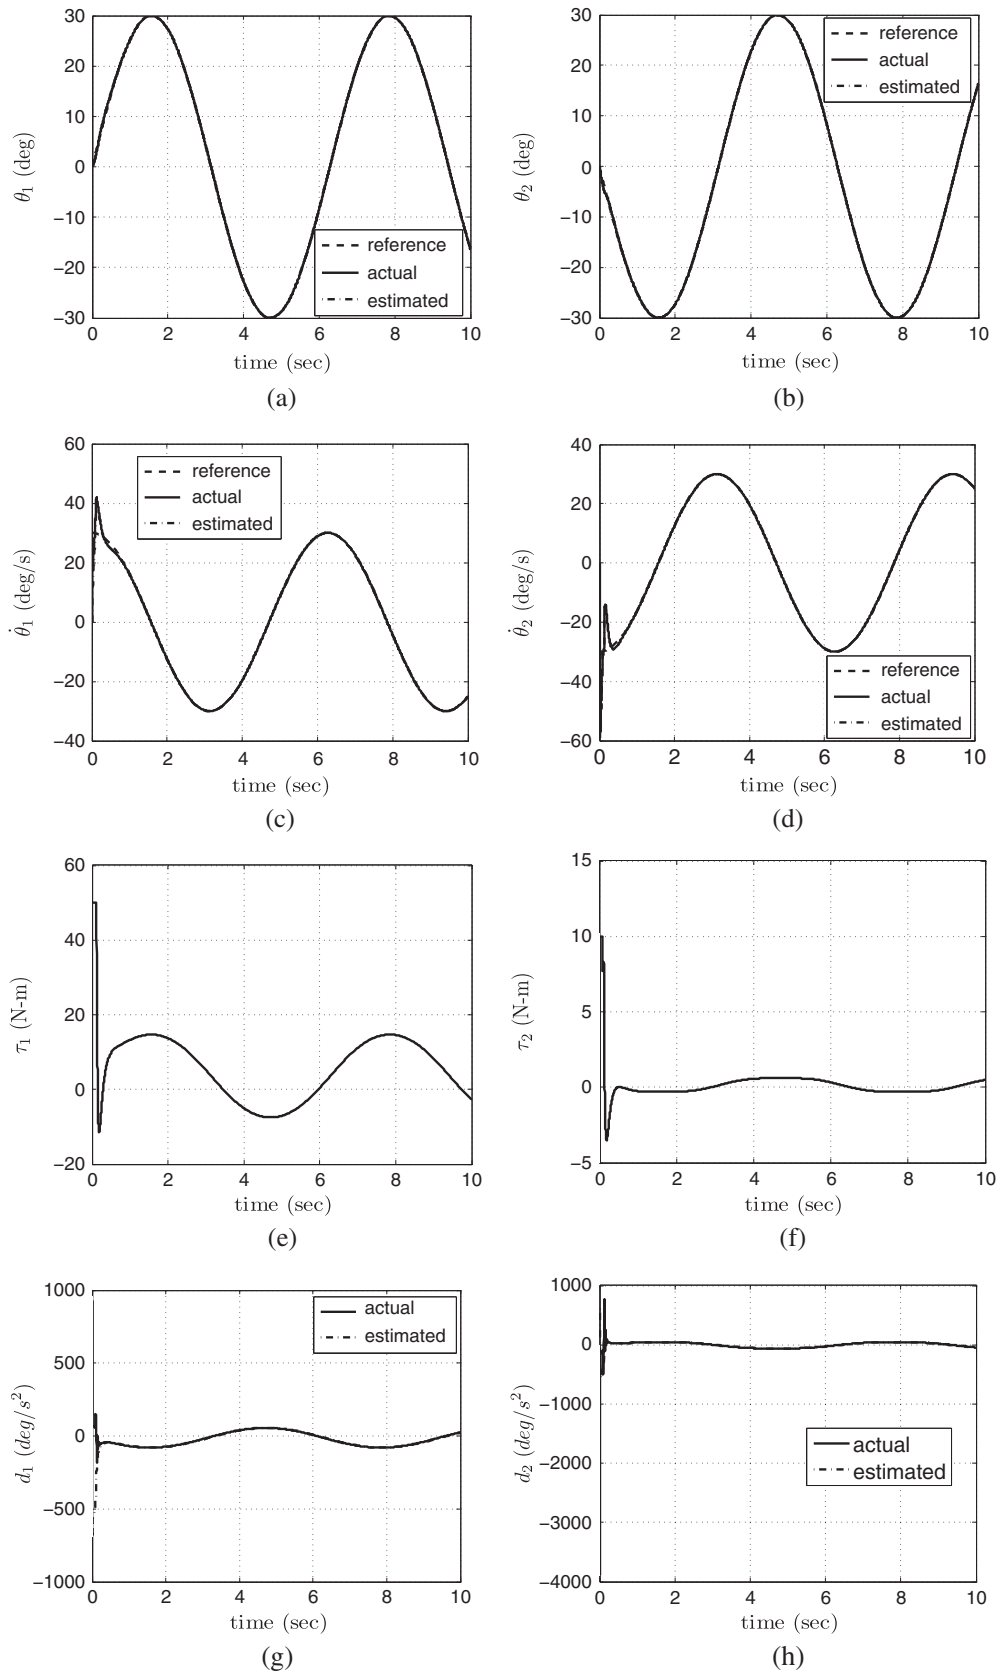 30
20
10
0
−10
−20
−30
θ1 (deg)
reference
actual
estimated
0 2 4 6 8 10
time (sec)
(a)
30
20
10
0
−10
−20
−30
θ2 (deg)
reference
actual
estimated
0 2 4 6 8 10
time (sec)
(b)
60
40
20
0
−20
−40
θ̇1 (deg/s)
reference
actual
estimated
0 2 4 6 8 10
time (sec)
(c)
40
20
0
−20
−40
−60
θ̇2 (deg/s)
reference
actual
estimated
0 2 4 6 8 10
time (sec)
(d)
60
40
20
0
−20
τ1 (N-m)
0 2 4 6 8 10
time (sec)
(e)
15
10
5
0
−5
τ2 (N-m)
0 2 4 6 8 10
time (sec)
(f)
1000
500
0
−500
−1000
d1 (deg/s²)
actual
estimated
0 2 4 6 8 10
time (sec)
(g)
1000
0
−1000
−2000
−3000
−4000
d2 (deg/s²)
actual
estimated
0 2 4 6 8 10
time (sec)
(h)